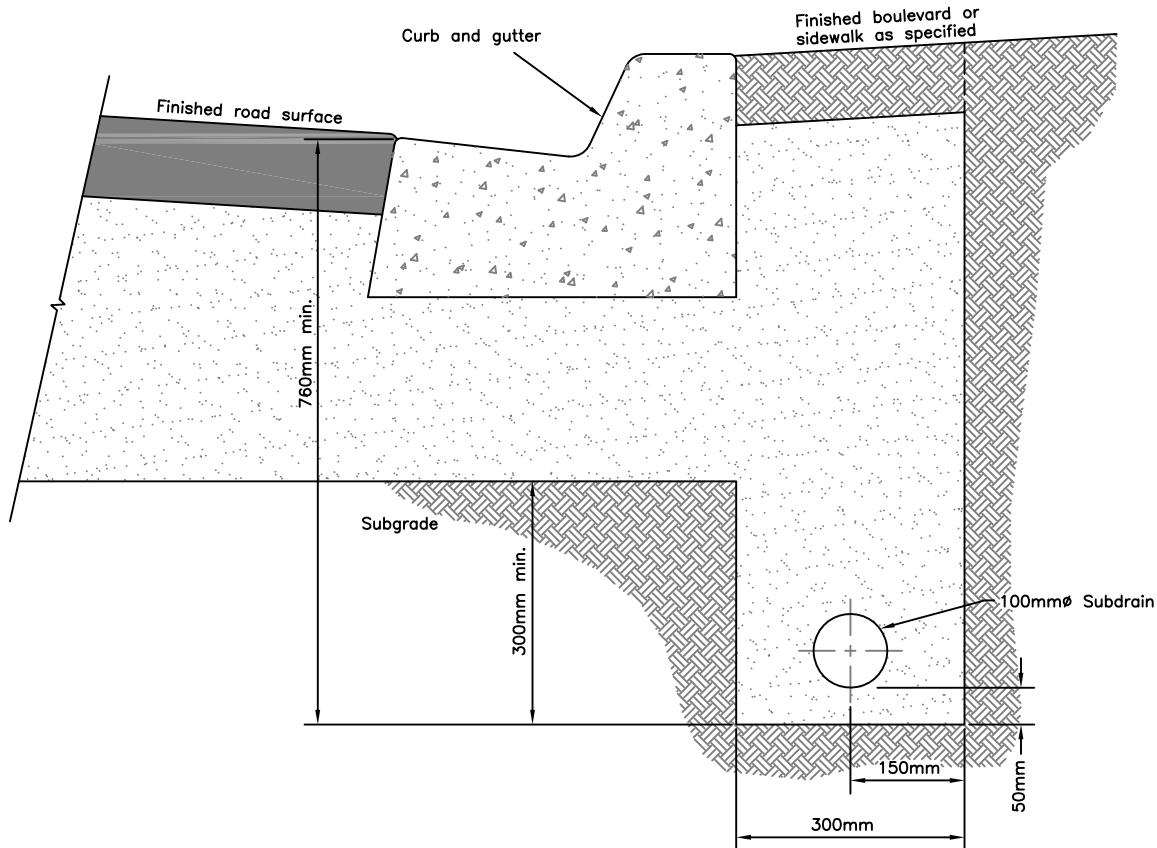 Finished boulevard or
sidewalk as specified
Curb and gutter
Finished road surface
760mm min.
Subgrade
300mm min.
100mmø Subdrain
150mm
50mm
300mm